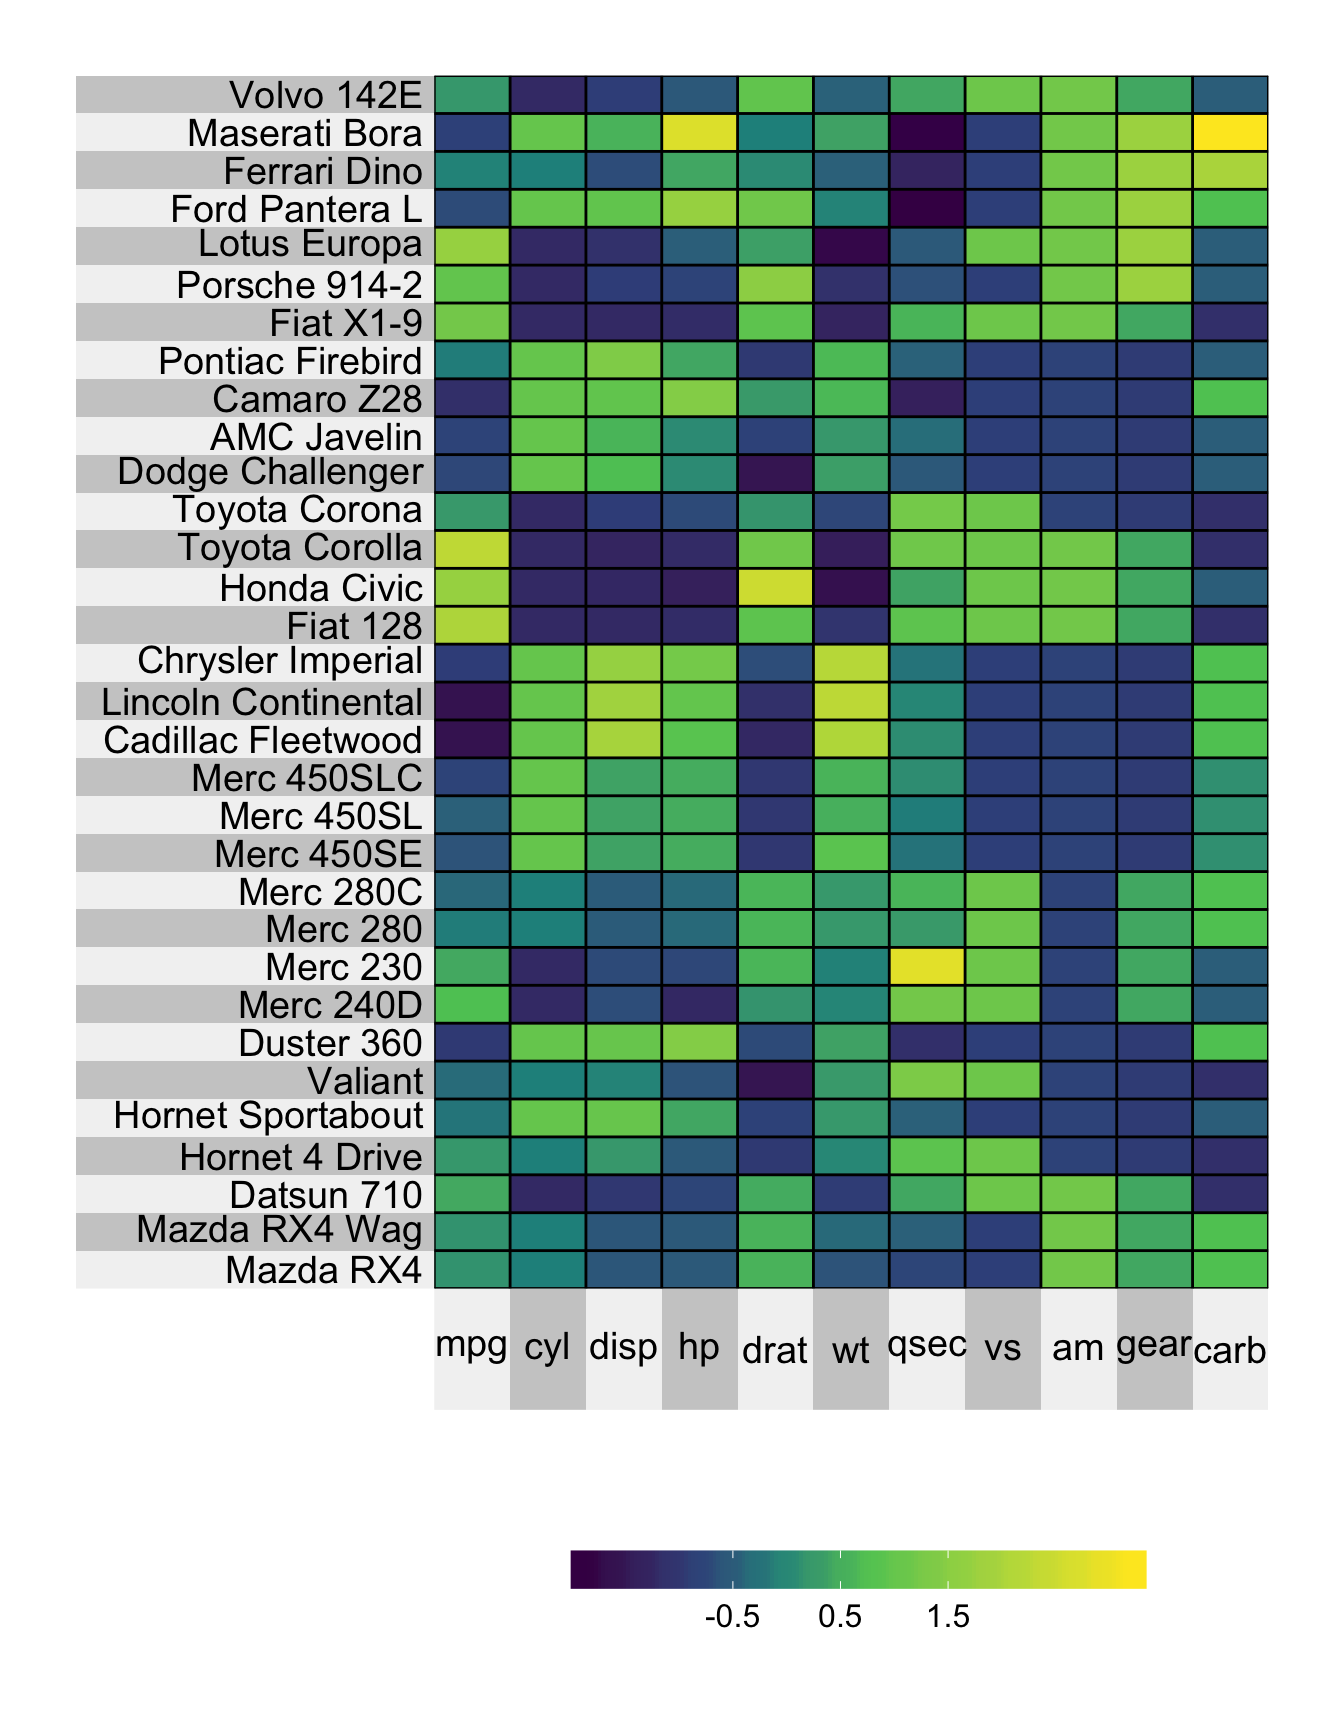 Volvo 142E
Maserati Bora
Ferrari Dino
Ford Pantera L
Lotus Europa
Porsche 914-2
Fiat X1-9
Pontiac Firebird
Camaro Z28
AMC Javelin
Dodge Challenger
Toyota Corona
Toyota Corolla
Honda Civic
Fiat 128
Chrysler Imperial
Lincoln Continental
Cadillac Fleetwood
Merc 450SLC
Merc 450SL
Merc 450SE
Merc 280C
Merc 280
Merc 230
Merc 240D
Duster 360
Valiant
Hornet Sportabout
Hornet 4 Drive
Datsun 710
Mazda RX4 Wag
Mazda RX4
mpg cyl disp hp drat wt qsec vs am gear carb
-0.5 0.5 1.5